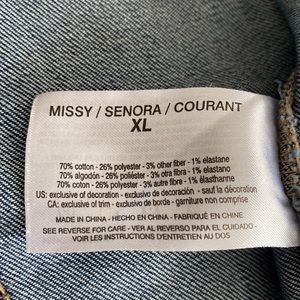 MISSY / SENORA / COURANT
XL
70% cotton - 26% polyester - 3% other fiber - 1% elastane
70% algodón - 26% poliéster - 3% otra fibra - 1% elastano
70% coton - 26% polyester - 3% autre fibre - 1% élasthanne
US: exclusive of decoration - exclusivo de decoración - sauf la décoration
CA: exclusive of trim - exclusivo de borde - garniture non comprise
MADE IN CHINA - HECHO EN CHINA - FABRIQUÉ EN CHINE
SEE REVERSE FOR CARE - VER AL REVERSO PARA EL CUIDADO -
VOIR LES INSTRUCTIONS D'ENTRETIEN AU DOS